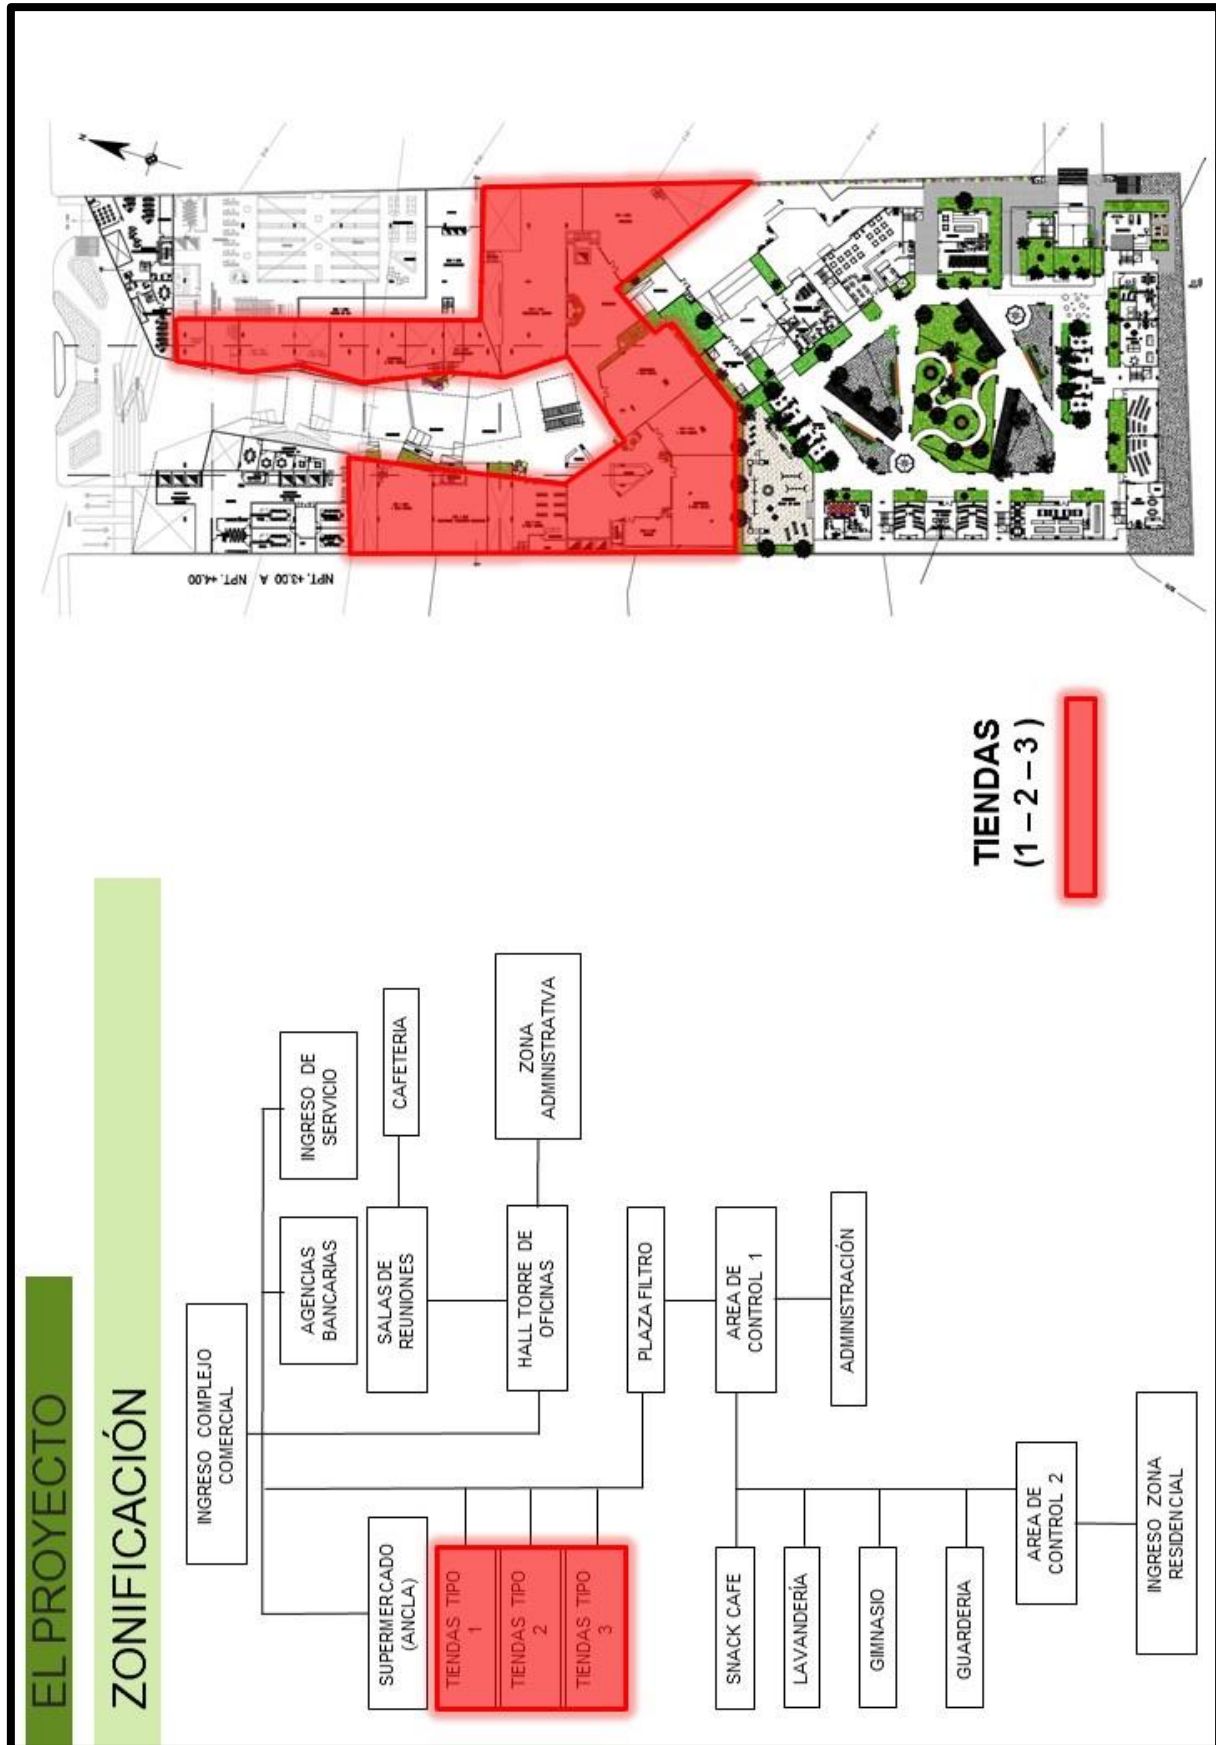 EL PROYECTO
ZONIFICACIÓN
INGRESO COMPLEJO
COMERCIAL
SUPERMERCADO
(ANCLA)
AGENCIAS
BANCARIAS
INGRESO DE
SERVICIO
TIENDAS TIPO
1
TIENDAS TIPO
2
TIENDAS TIPO
3
SALAS DE
REUNIONES
CAFETERIA
HALL TORRE DE
OFICINAS
ZONA
ADMINISTRATIVA
PLAZA FILTRO
SNACK CAFE
AREA DE
CONTROL 1
LAVANDERÍA
ADMINISTRACIÓN
GIMNASIO
GUARDERIA
AREA DE
CONTROL 2
INGRESO ZONA
RESIDENCIAL
TIENDAS
(1 – 2 – 3 )
NPT. +3.00 A NPT. +4.00
N